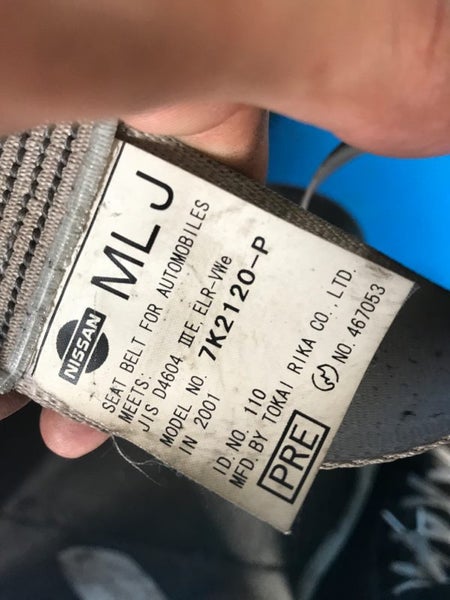 MLJ
NISSAN
SEAT BELT FOR AUTOMOBILES
MEETS:
JIS D4604 ⅢE, ELR-VWe
MODEL NO. 7K2120-P
IN 2001
ID. NO. 110
MFD. BY TOKAI RIKA CO., LTD.
PRE
NO. 467053